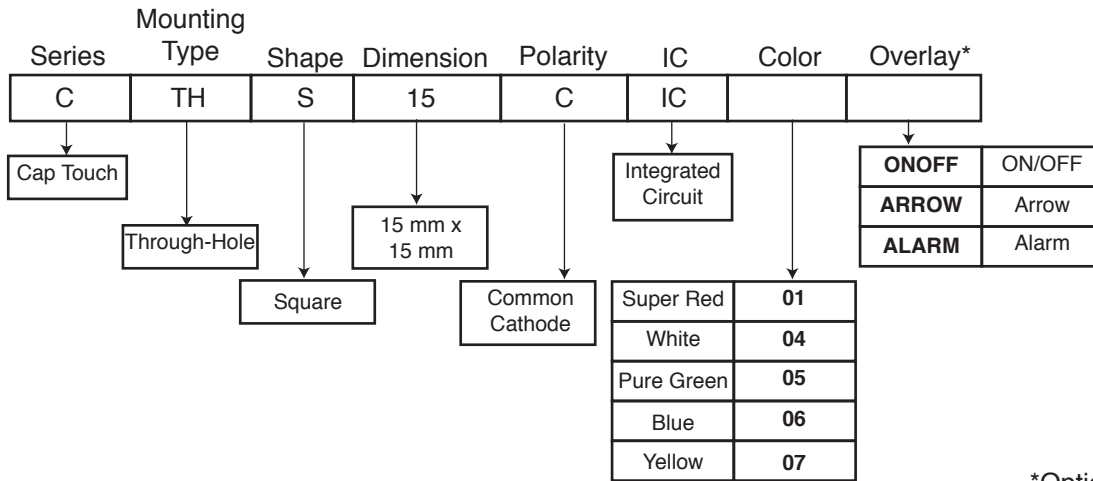 Series Mounting Type Shape Dimension Polarity IC Color Overlay*
C TH S 15 C IC
Cap Touch
Through-Hole
Square
15 mm x
15 mm
Common
Cathode
Integrated
Circuit
Super Red 01
White 04
Pure Green 05
Blue 06
Yellow 07
ONOFF ON/OFF
ARROW Arrow
ALARM Alarm